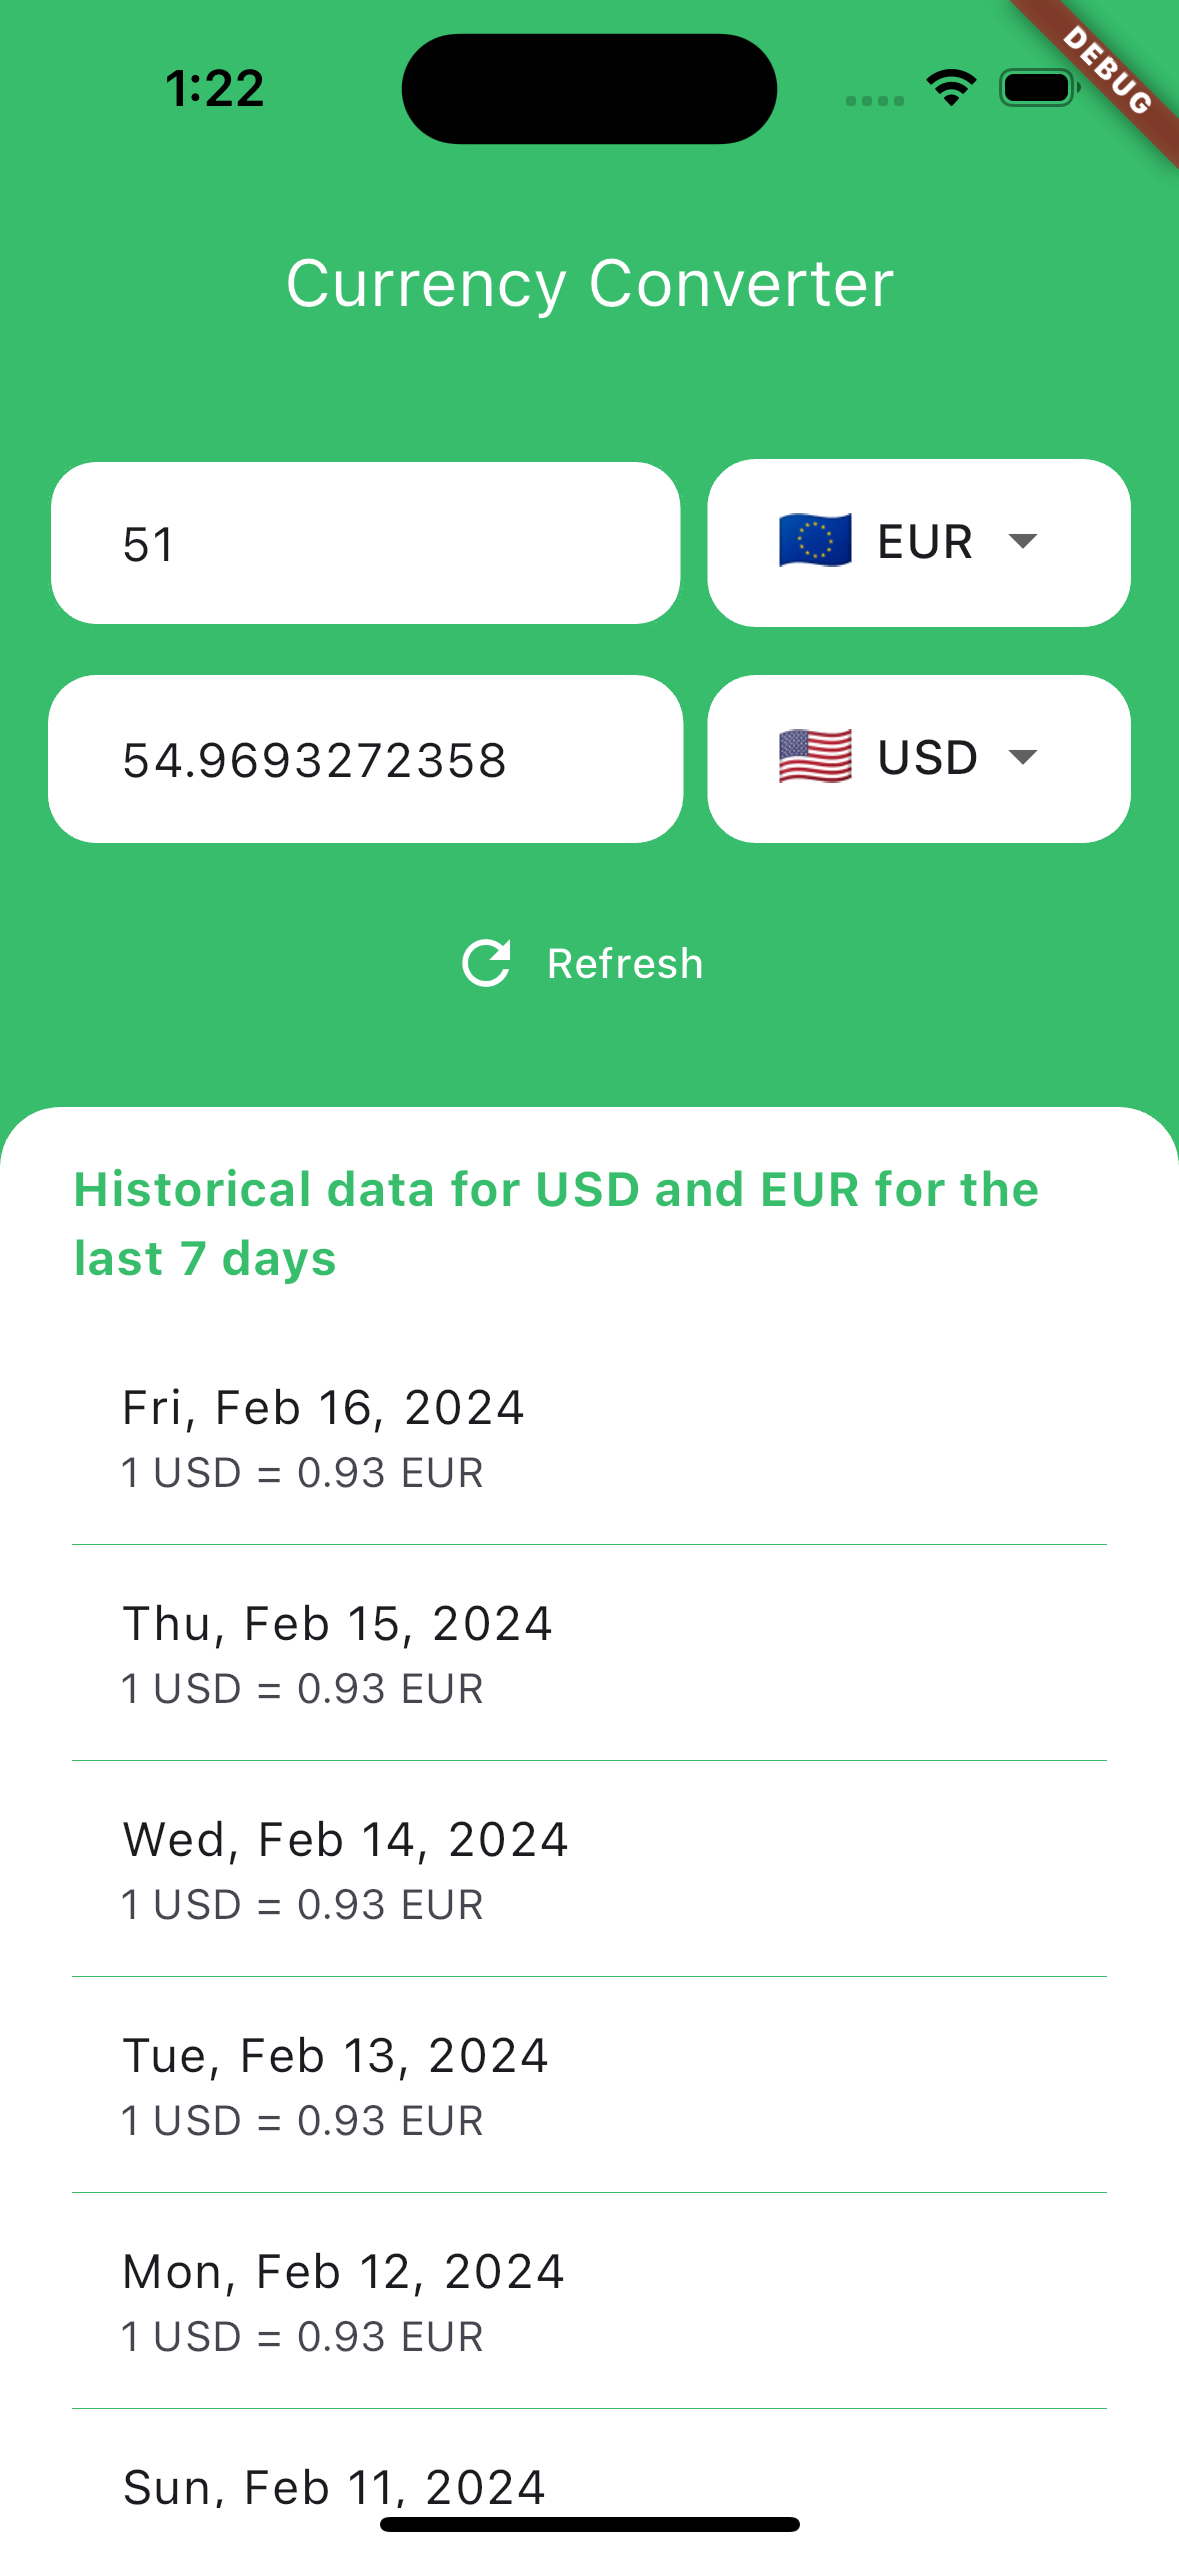 1:22
DEBUG
Currency Converter
51
EUR
54.9693272358
USD
Refresh
Historical data for USD and EUR for the
last 7 days
Fri, Feb 16, 2024
1 USD = 0.93 EUR
Thu, Feb 15, 2024
1 USD = 0.93 EUR
Wed, Feb 14, 2024
1 USD = 0.93 EUR
Tue, Feb 13, 2024
1 USD = 0.93 EUR
Mon, Feb 12, 2024
1 USD = 0.93 EUR
Sun, Feb 11, 2024